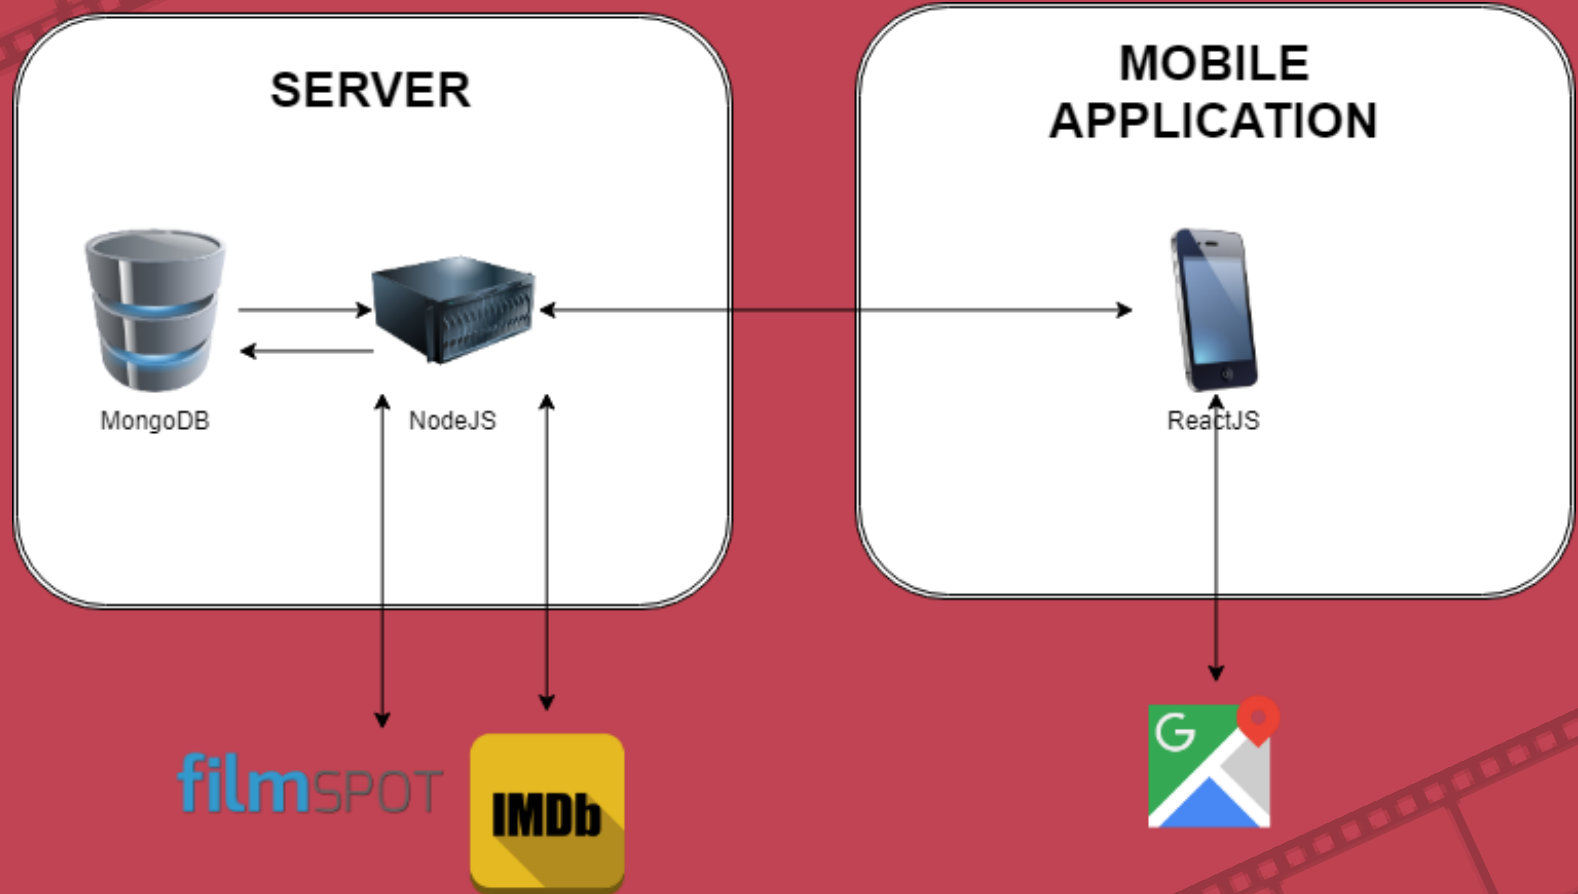 SERVER
MOBILE
APPLICATION
MongoDB
NodeJS
ReactJS
filmSPOT
IMDb
G